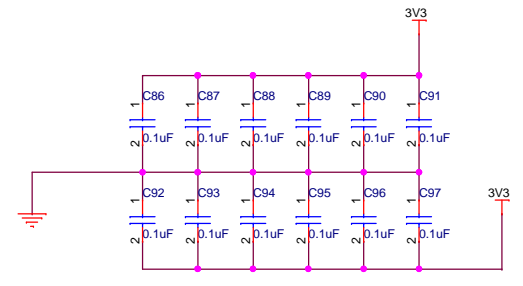 3V3
C86 C87 C88 C89 C90 C91
1 1 1 1 1 1
2 2 2 2 2 2
0.1uF 0.1uF 0.1uF 0.1uF 0.1uF 0.1uF
C92 C93 C94 C95 C96 C97 3V3
1 1 1 1 1 1
2 2 2 2 2 2
0.1uF 0.1uF 0.1uF 0.1uF 0.1uF 0.1uF